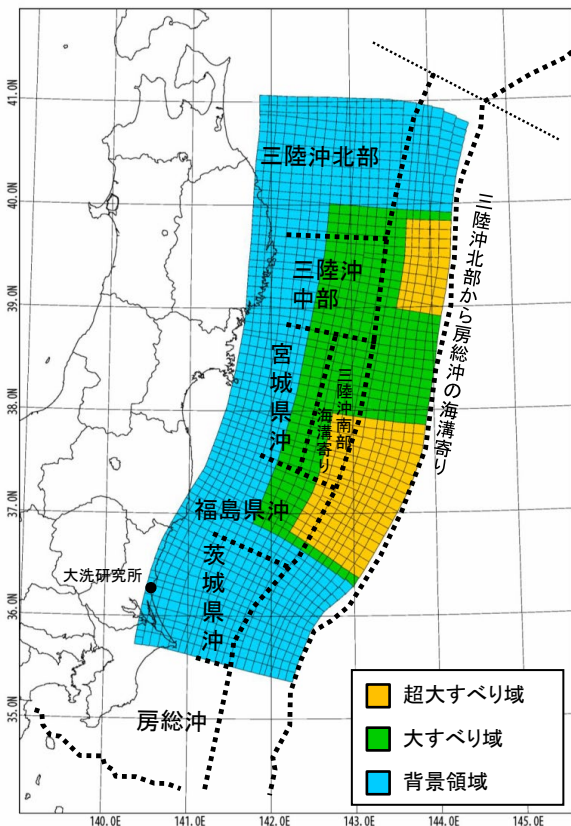 41.0N
40.0N
39.0N
38.0N
37.0N
36.0N
35.0N
三陸沖北部
三陸沖
中部
宮城県沖
三陸沖南部
海溝寄り
福島県沖
茨城県沖
大洗研究所
房総沖
三陸沖北部から房総沖の海溝寄り
超大すべり域
大すべり域
背景領域
140.0E
141.0E
142.0E
143.0E
144.0E
145.0E